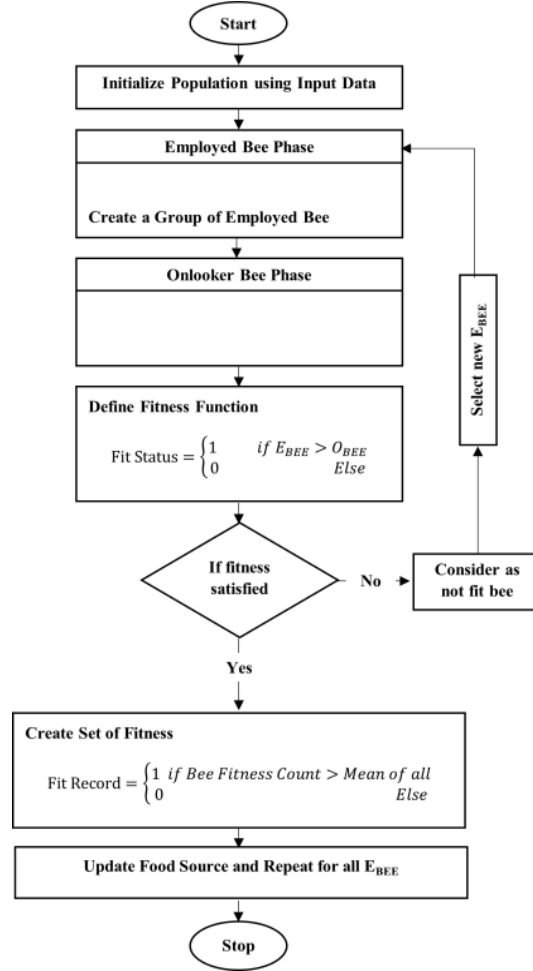 Start
Initialize Population using Input Data
Employed Bee Phase
Create a Group of Employed Bee
Onlooker Bee Phase
Select new E_BEE
Define Fitness Function
Fit Status = {1 if E_BEE > O_BEE
0 Else
If fitness
satisfied
No
Consider as
not fit bee
Yes
Create Set of Fitness
Fit Record = {1 if Bee Fitness Count > Mean of all
0 Else
Update Food Source and Repeat for all E_BEE
Stop